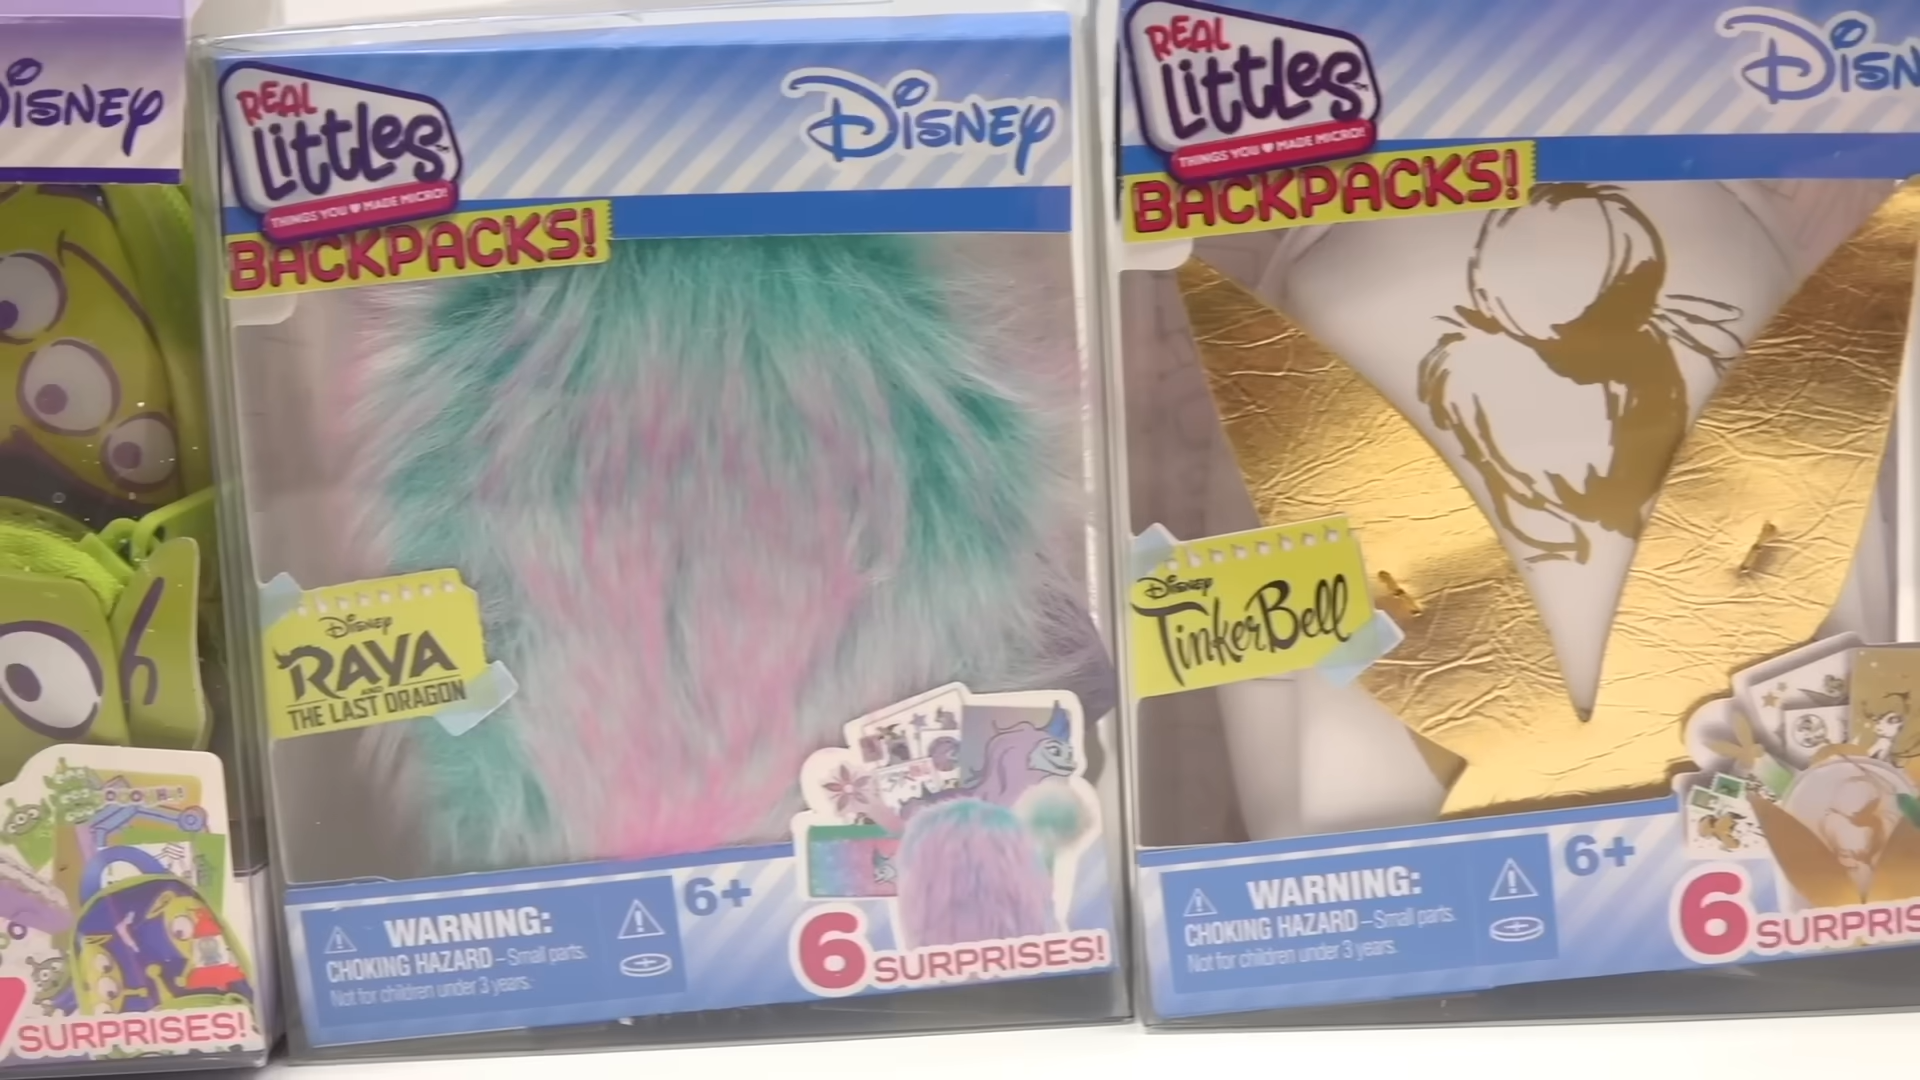 DISNEY
7 SURPRISES!
REAL
Littles
THINGS YOU ♥ MADE MICRO!
BACKPACKS!
DISNEY
DISNEY
RAYA
AND
THE LAST DRAGON
WARNING:
CHOKING HAZARD – Small parts.
Not for children under 3 years.
6+
6 SURPRISES!
REAL
Littles
THINGS YOU ♥ MADE MICRO!
BACKPACKS!
DISN
DISNEY
TinkerBell
WARNING:
CHOKING HAZARD – Small parts.
Not for children under 3 years.
6+
6 SURPRIS